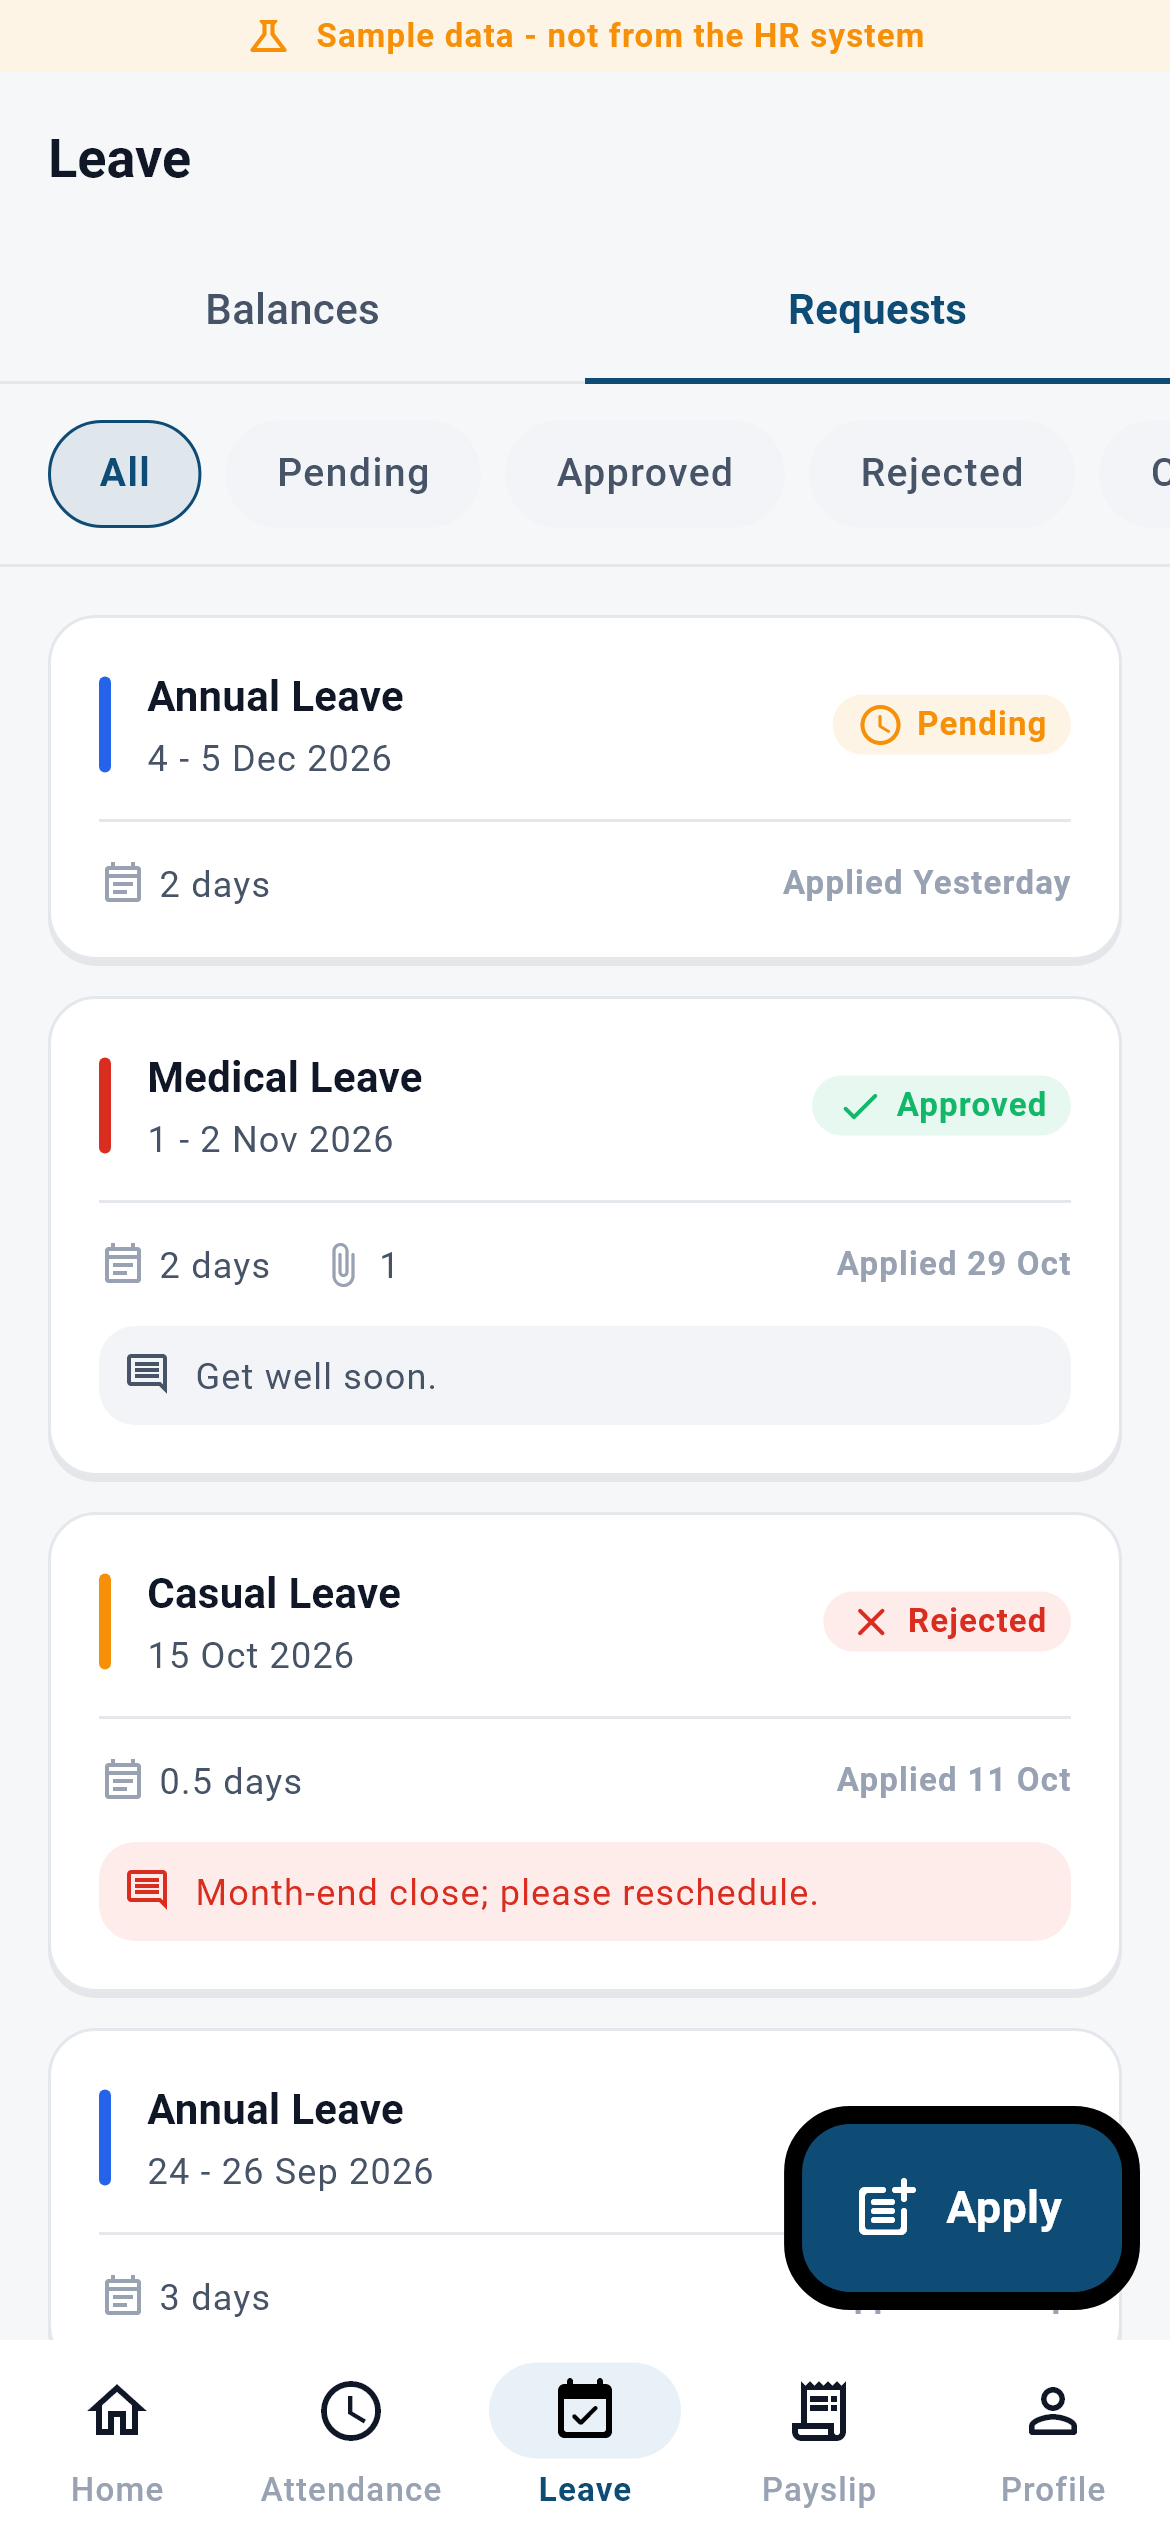 Sample data - not from the HR system
Leave
Balances
Requests
All
Pending
Approved
Rejected
Annual Leave
Pending
4 - 5 Dec 2026
2 days
Applied Yesterday
Medical Leave
Approved
1 - 2 Nov 2026
2 days
1
Applied 29 Oct
Get well soon.
Casual Leave
Rejected
15 Oct 2026
0.5 days
Applied 11 Oct
Month-end close; please reschedule.
Annual Leave
24 - 26 Sep 2026
Apply
3 days
Home
Attendance
Leave
Payslip
Profile